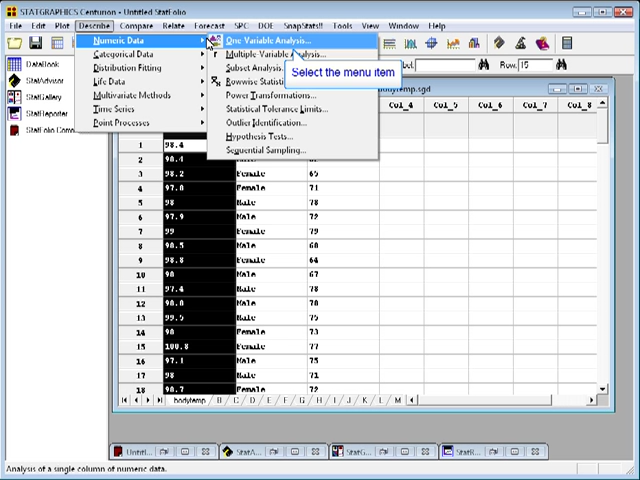 STATGRAPHICS Centurion - Untitled StatFolio
File Edit Plot Describe Compare Relate Forecast SPC DOE SnapStats!! Tools View Window Help
Numeric Data
Categorical Data
Distribution Fitting
Life Data
Multivariate Methods
Time Series
Point Processes
One Variable Analysis...
Multiple Variable Analysis...
Subset Analysis...
Rowwise Statisti
Power Transformations...
Statistical Tolerance Limits...
Outlier Identification...
Hypothesis Tests...
Sequential Sampling...
Select the menu item
Row: 15
DataBook
StatAdvisor
StatGallery
StatReporter
StatFolio Com
bodytemp.sgd
Col_4 Col_5 Col_6 Col_7 Col_8
1 98.4
2 98.4
3 98.2 Female 65
4 97.8 Female 71
5 98 Male 78
6 97.9 Male 72
7 99 Female 79
8 98.5 Male 68
9 98.8 Female 64
10 98 Male 67
11 97.4 Male 78
12 98.8 Male 78
13 99.5 Male 75
14 98 Female 73
15 100.8 Female 77
16 97.1 Male 75
17 98 Male 71
18 98.7 Female 72
bodytemp B C D E F G H I J K L M
Untitl... StatA... StatG... StatR...
Analysis of a single column of numeric data.